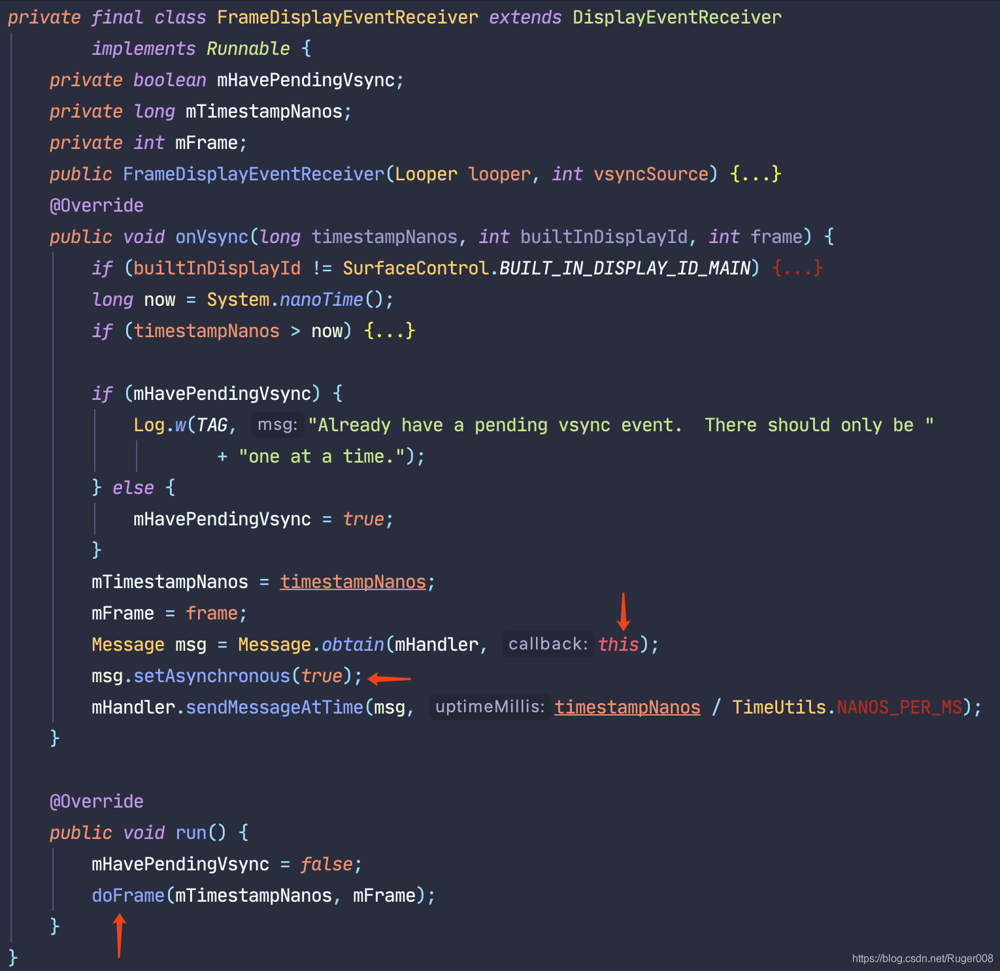 private final class FrameDisplayEventReceiver extends DisplayEventReceiver
        implements Runnable {
    private boolean mHavePendingVsync;
    private long mTimestampNanos;
    private int mFrame;
    public FrameDisplayEventReceiver(Looper looper, int vsyncSource) {...}
    @Override
    public void onVsync(long timestampNanos, int builtInDisplayId, int frame) {
        if (builtInDisplayId != SurfaceControl.BUILT_IN_DISPLAY_ID_MAIN) {...}
        long now = System.nanoTime();
        if (timestampNanos > now) {...}

        if (mHavePendingVsync) {
            Log.w(TAG, msg: "Already have a pending vsync event.  There should only be "
                    + "one at a time.");
        } else {
            mHavePendingVsync = true;
        }
        mTimestampNanos = timestampNanos;
        mFrame = frame;
        Message msg = Message.obtain(mHandler, callback: this);
        msg.setAsynchronous(true);
        mHandler.sendMessageAtTime(msg, uptimeMillis: timestampNanos / TimeUtils.NANOS_PER_MS);
    }

    @Override
    public void run() {
        mHavePendingVsync = false;
        doFrame(mTimestampNanos, mFrame);
    }
}
https://blog.csdn.net/Ruger008